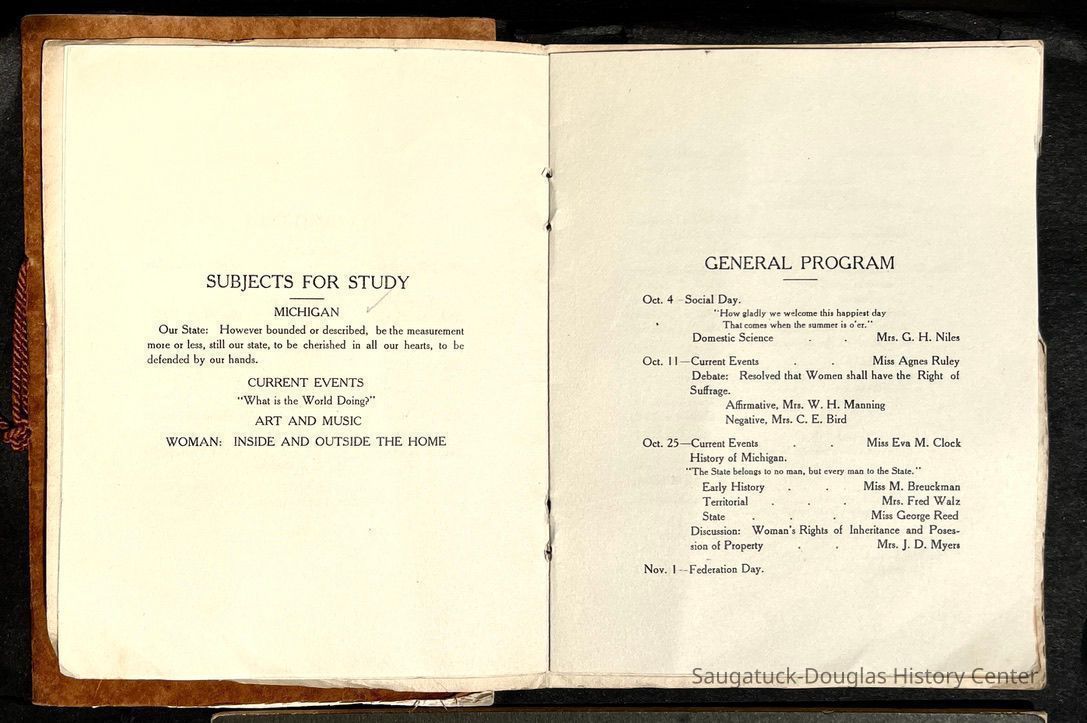 SUBJECTS FOR STUDY
MICHIGAN
Our State: However bounded or described, be the measurement
more or less, still our state, to be cherished in all our hearts, to be
defended by our hands.
CURRENT EVENTS
"What is the World Doing?"
ART AND MUSIC
WOMAN: INSIDE AND OUTSIDE THE HOME
GENERAL PROGRAM
Oct. 4—Social Day.
"How gladly we welcome this happiest day
That comes when the summer is o'er."
Domestic Science . . Mrs. G. H. Niles
Oct. 11—Current Events . . Miss Agnes Ruley
Debate: Resolved that Women shall have the Right of
Suffrage.
Affirmative, Mrs. W. H. Manning
Negative, Mrs. C. E. Bird
Oct. 25—Current Events . . Miss Eva M. Clock
History of Michigan.
"The State belongs to no man, but every man to the State."
Early History . . Miss M. Breuckman
Territorial . . . Mrs. Fred Walz
State . . . Miss George Reed
Discussion: Woman's Rights of Inheritance and Poses-
sion of Property . . Mrs. J. D. Myers
Nov. 1—Federation Day.
Saugatuck-Douglas History Center